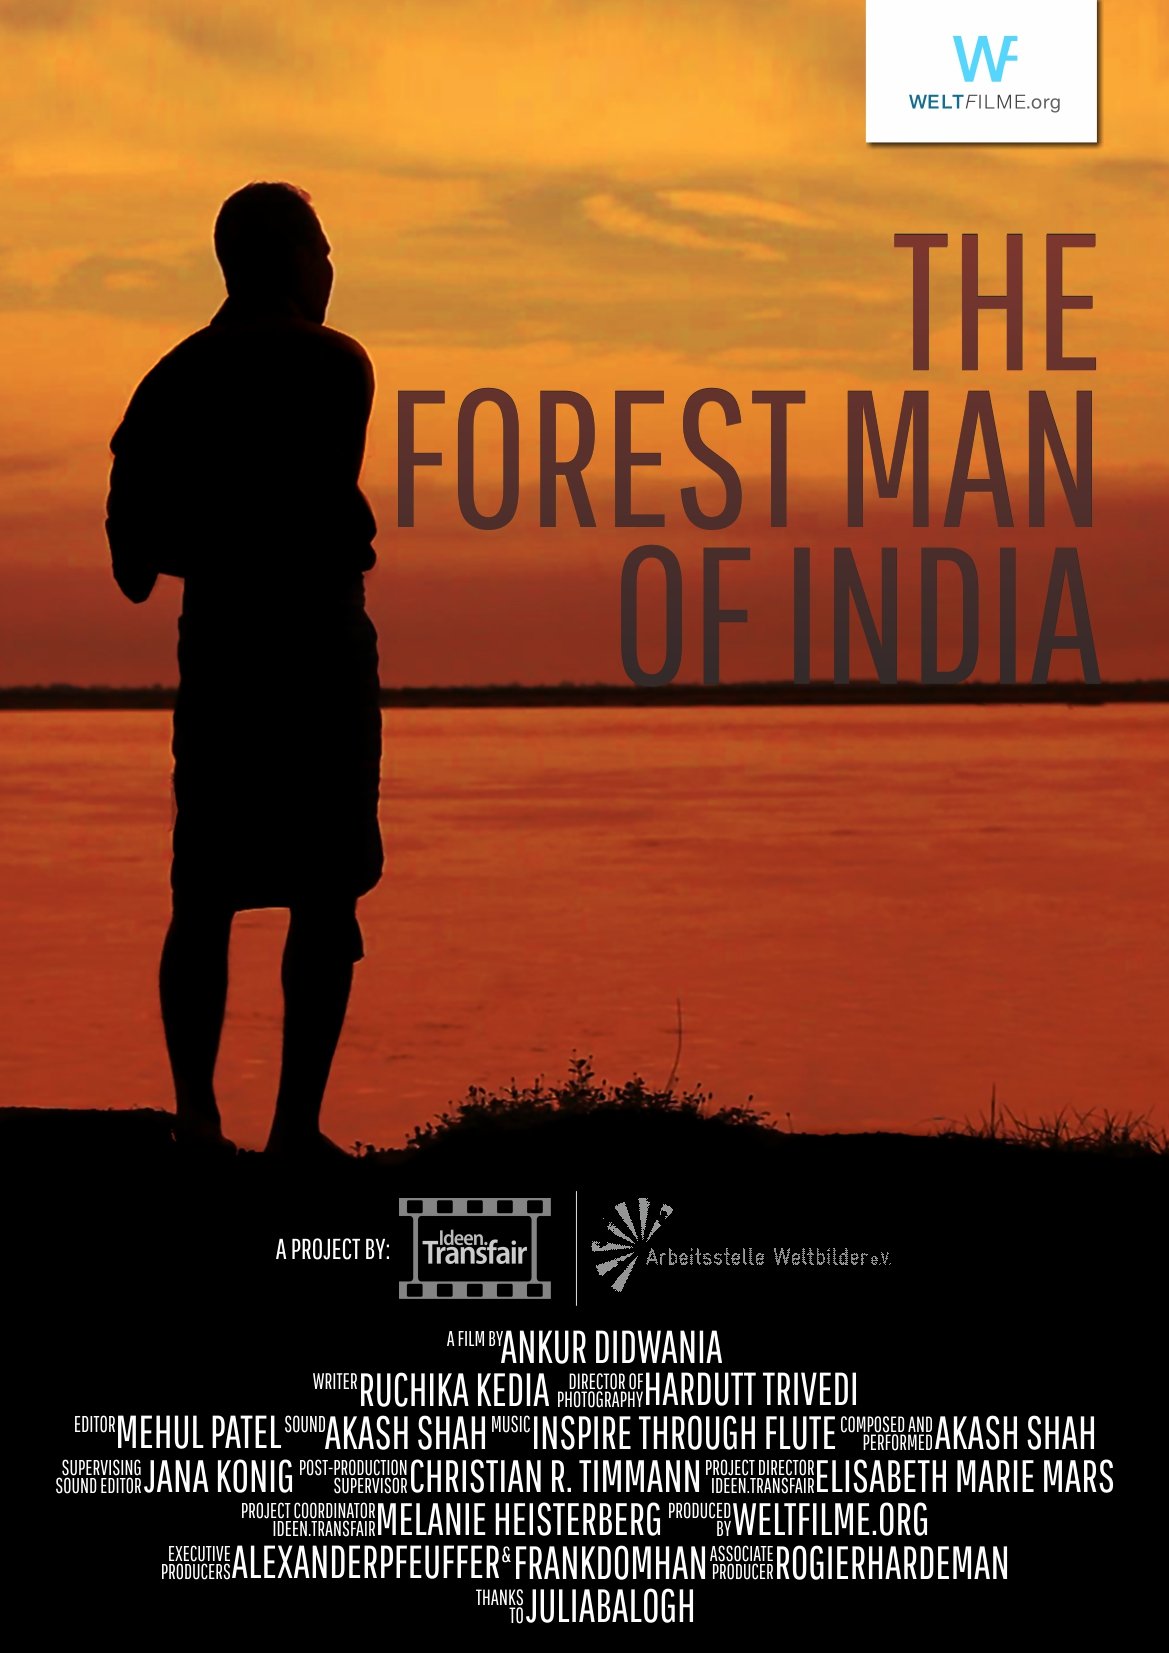 WF
WELTFILME.org
THE
FOREST MAN
OF INDIA
A PROJECT BY:
Ideen.
Transfair
Arbeitsstelle Weltbilder e.V.
A FILM BY ANKUR DIDWANIA
WRITER RUCHIKA KEDIA DIRECTOR OF PHOTOGRAPHY HARDUTT TRIVEDI
EDITOR MEHUL PATEL SOUND AKASH SHAH MUSIC INSPIRE THROUGH FLUTE COMPOSED AND PERFORMED AKASH SHAH
SUPERVISING SOUND EDITOR JANA KONIG POST-PRODUCTION SUPERVISOR CHRISTIAN R. TIMMANN PROJECT DIRECTOR IDEEN.TRANSFAIR ELISABETH MARIE MARS
PROJECT COORDINATOR IDEEN.TRANSFAIR MELANIE HEISTERBERG PRODUCED BY WELTFILME.ORG
EXECUTIVE PRODUCERS ALEXANDERPFEUFFER & FRANKDOMHAN ASSOCIATE PRODUCER ROGIERHARDEMAN
THANKS TO JULIABALOGH